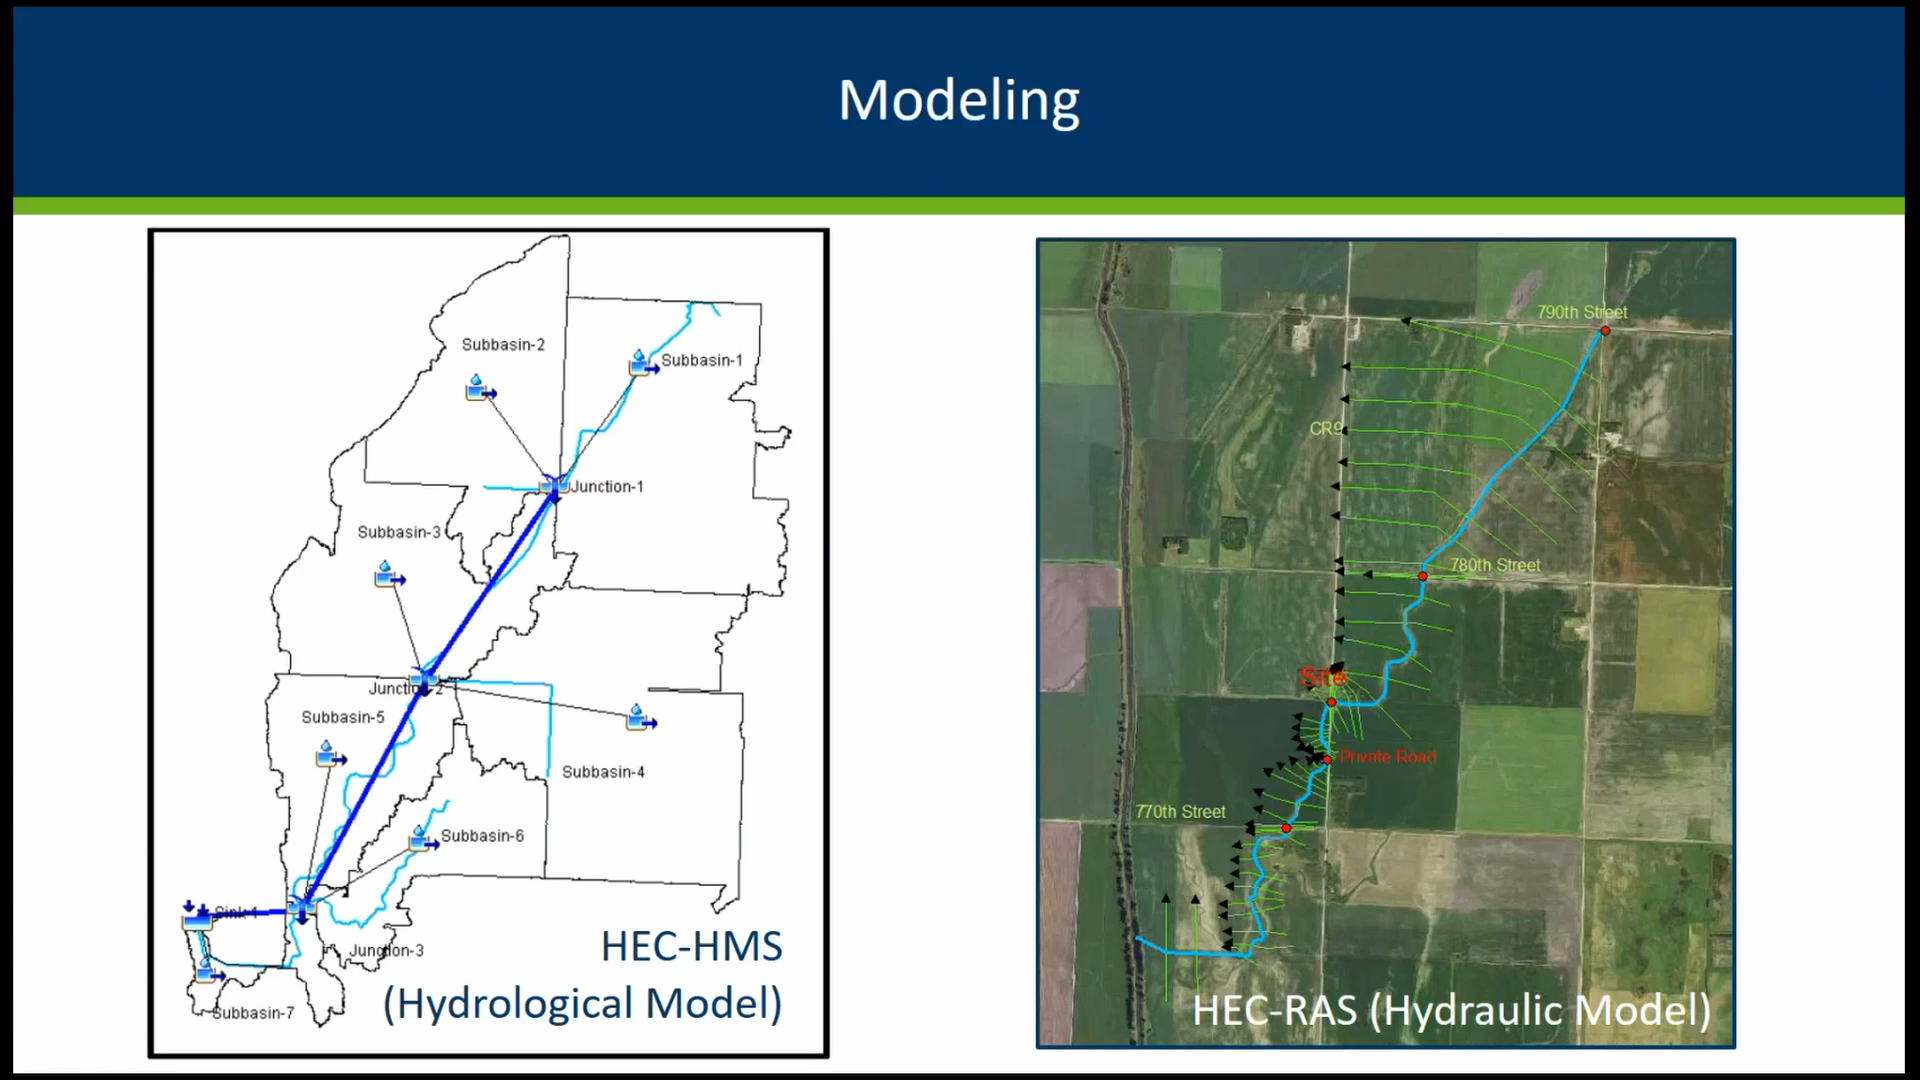 Modeling
Subbasin-2
Subbasin-1
Junction-1
Subbasin-3
Junction-2
Subbasin-5
Subbasin-4
Subbasin-6
Sink-1
Junction-3
Subbasin-7
HEC-HMS
(Hydrological Model)
790th Street
CR9
780th Street
Site
Private Road
770th Street
HEC-RAS (Hydraulic Model)